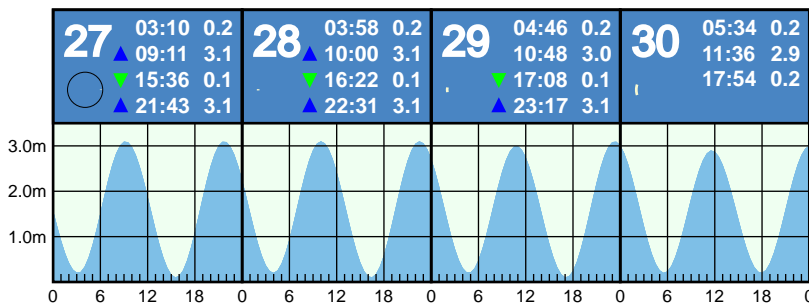 27
03:10 0.2
▲ 09:11 3.1
▼ 15:36 0.1
▲ 21:43 3.1
28
03:58 0.2
▲ 10:00 3.1
▼ 16:22 0.1
▲ 22:31 3.1
29
04:46 0.2
10:48 3.0
▼ 17:08 0.1
▲ 23:17 3.1
30
05:34 0.2
11:36 2.9
17:54 0.2
3.0m
2.0m
1.0m
0 6 12 18 0 6 12 18 0 6 12 18 0 6 12 18